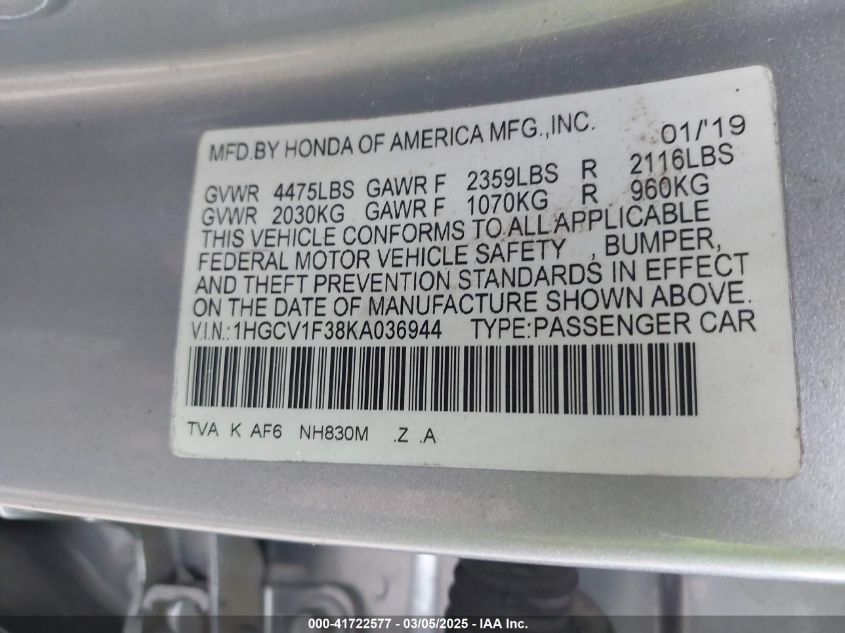 MFD.BY HONDA OF AMERICA MFG.,INC. 01/'19
GVWR 4475LBS GAWR F 2359LBS R 2116LBS
GVWR 2030KG GAWR F 1070KG R 960KG
THIS VEHICLE CONFORMS TO ALL APPLICABLE
FEDERAL MOTOR VEHICLE SAFETY , BUMPER,
AND THEFT PREVENTION STANDARDS IN EFFECT
ON THE DATE OF MANUFACTURE SHOWN ABOVE.
V.I.N.:1HGCV1F38KA036944 TYPE:PASSENGER CAR
TVA K AF6 NH830M .Z .A
000-41722577 - 03/05/2025 - IAA Inc.